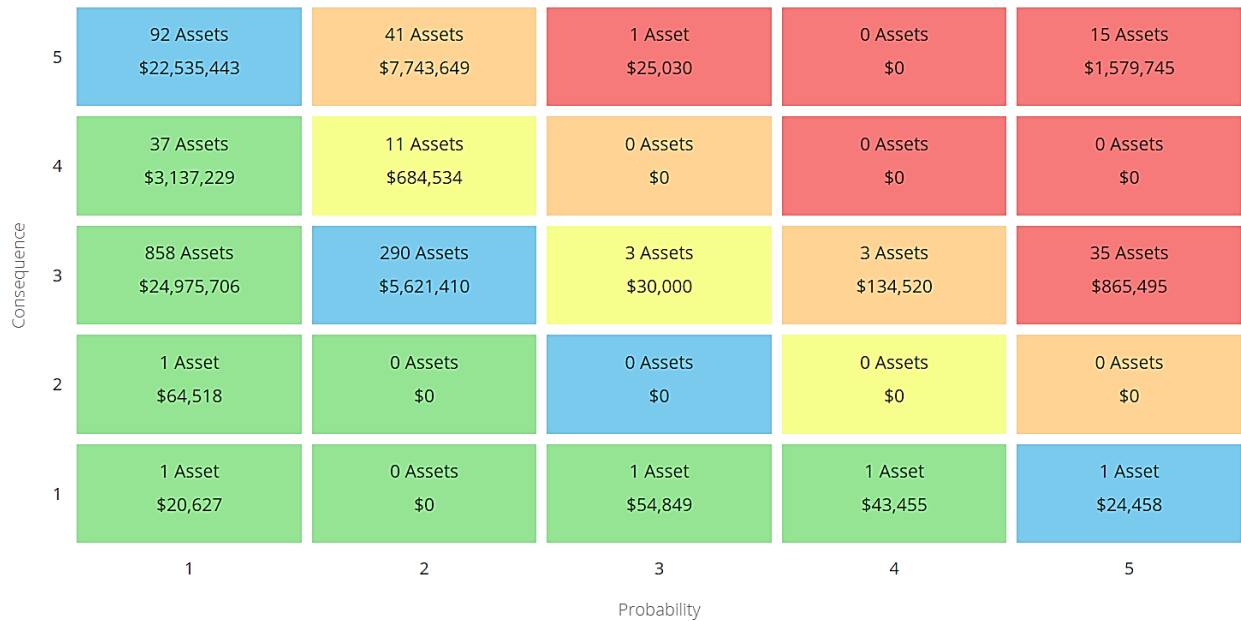 92 Assets
$22,535,443
41 Assets
$7,743,649
1 Asset
$25,030
0 Assets
$0
15 Assets
$1,579,745
5
37 Assets
$3,137,229
11 Assets
$684,534
0 Assets
$0
0 Assets
$0
0 Assets
$0
4
Consequence
858 Assets
$24,975,706
290 Assets
$5,621,410
3 Assets
$30,000
3 Assets
$134,520
35 Assets
$865,495
3
1 Asset
$64,518
0 Assets
$0
0 Assets
$0
0 Assets
$0
0 Assets
$0
2
1 Asset
$20,627
0 Assets
$0
1 Asset
$54,849
1 Asset
$43,455
1 Asset
$24,458
1
1
2
3
4
5
Probability